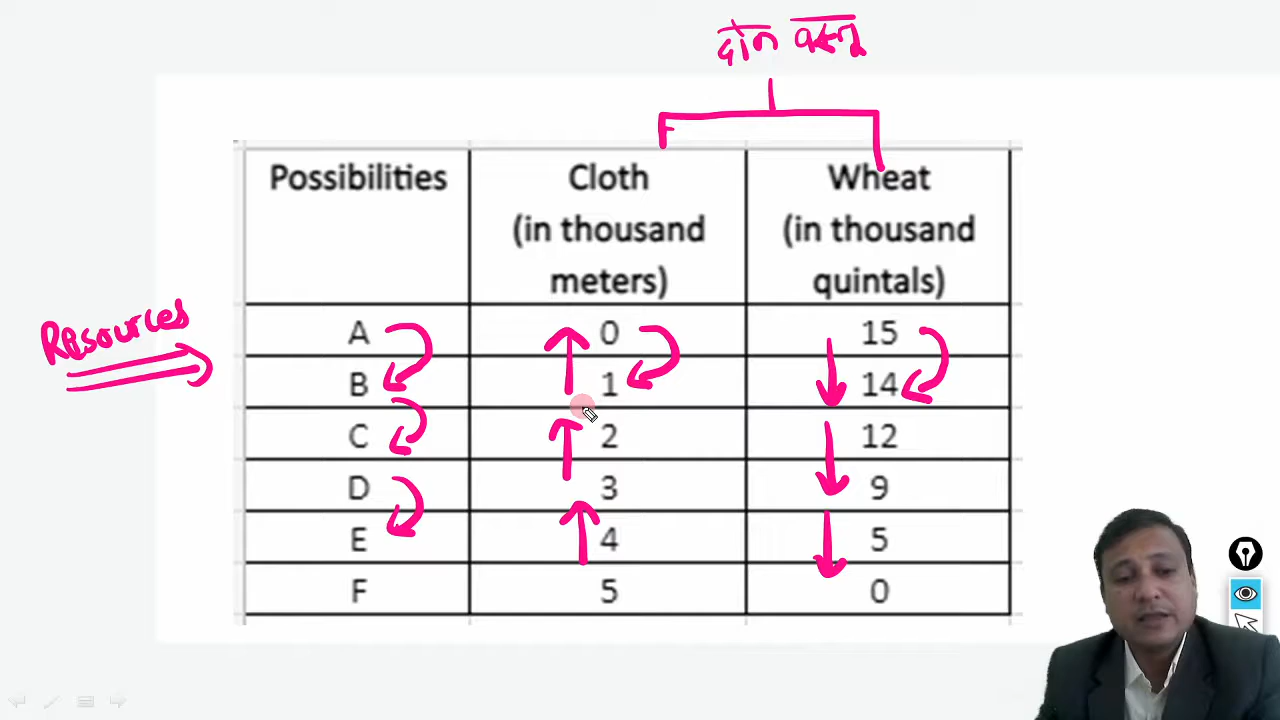 Possibilities Cloth Wheat
(in thousand (in thousand
meters) quintals)
Resources
A 0 15
B 1 14
C 2 12
D 3 9
E 4 5
F 5 0